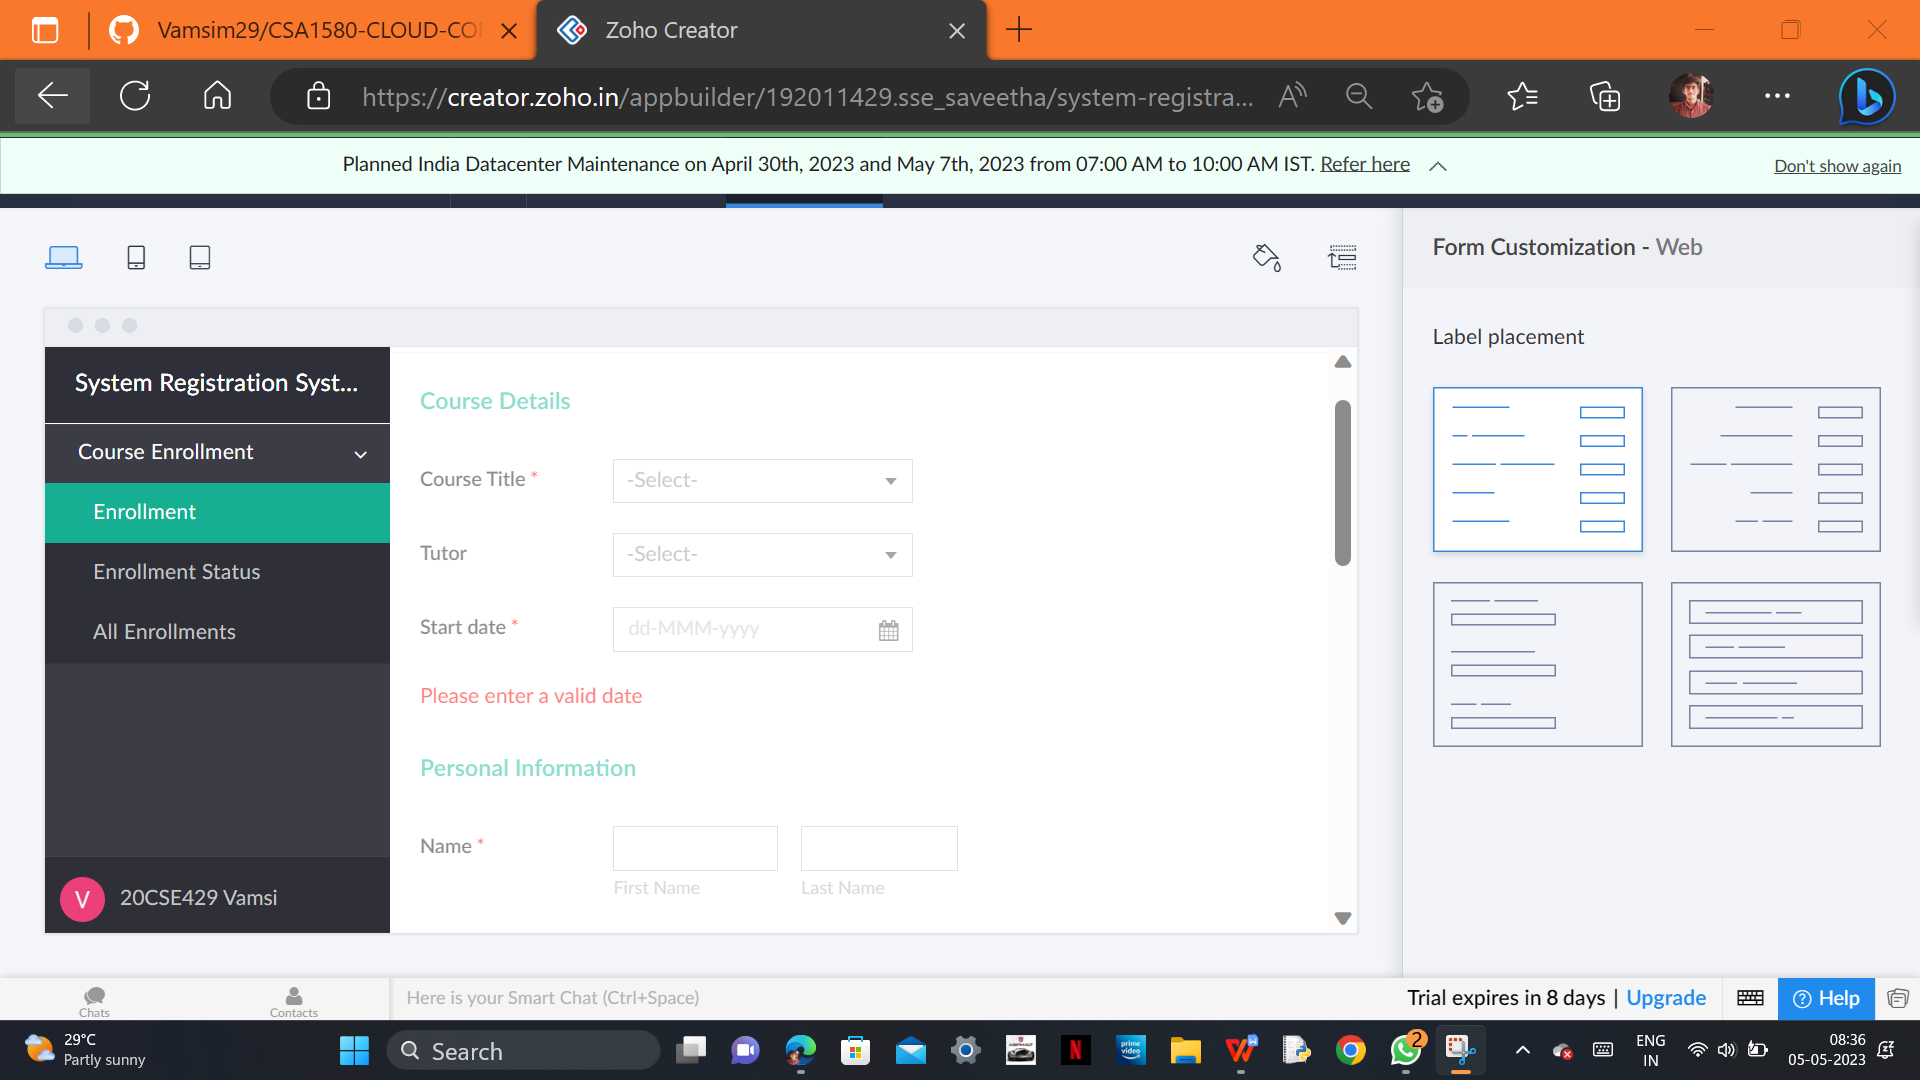 Vamsim29/CSA1580-CLOUD-CO
Zoho Creator
https://creator.zoho.in/appbuilder/192011429.sse_saveetha/system-registra...
Planned India Datacenter Maintenance on April 30th, 2023 and May 7th, 2023 from 07:00 AM to 10:00 AM IST. Refer here
Don't show again
Form Customization - Web
Label placement
System Registration Syst...
Course Enrollment
Enrollment
Enrollment Status
All Enrollments
20CSE429 Vamsi
V
Course Details
Course Title *
-Select-
Tutor
-Select-
Start date *
dd-MMM-yyyy
Please enter a valid date
Personal Information
Name *
First Name
Last Name
Chats
Contacts
Here is your Smart Chat (Ctrl+Space)
Trial expires in 8 days | Upgrade
Help
29°C
Partly sunny
Search
prime video
2
ENG
IN
08:36
05-05-2023